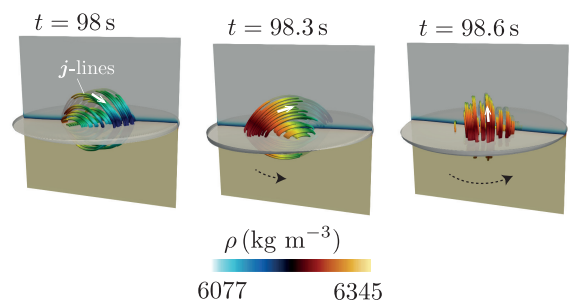 t = 98 s
t = 98.3 s
t = 98.6 s
j-lines
ρ (kg m⁻³)
6077
6345